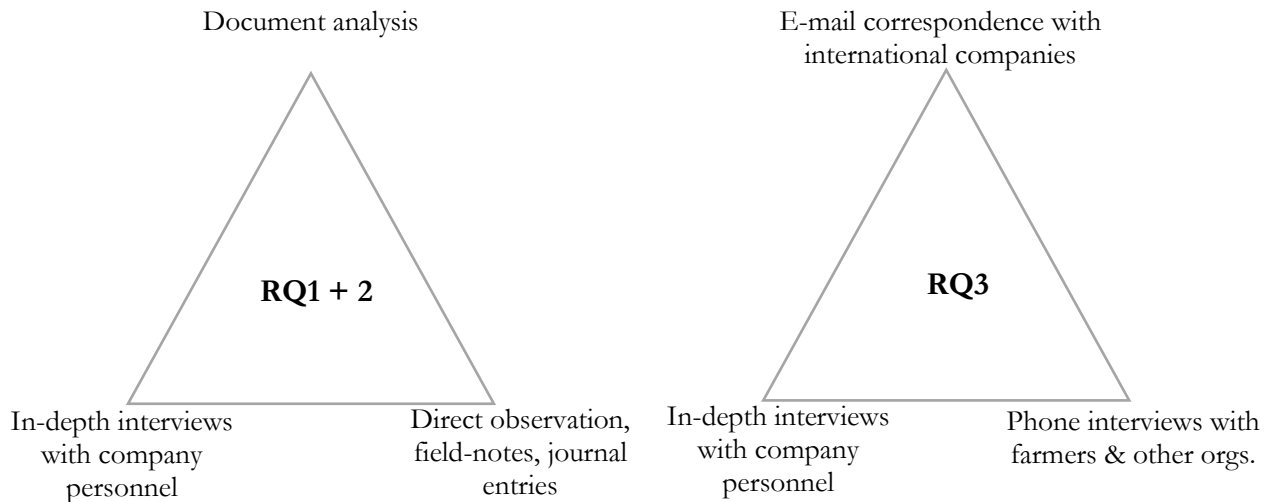 Document analysis
RQ1 + 2
In-depth interviews
with company
personnel
Direct observation,
field-notes, journal
entries
E-mail correspondence with
international companies
RQ3
In-depth interviews
with company
personnel
Phone interviews with
farmers & other orgs.